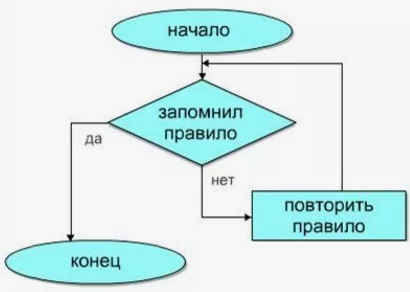 начало
запомнил
правило
да
нет
повторить
правило
конец